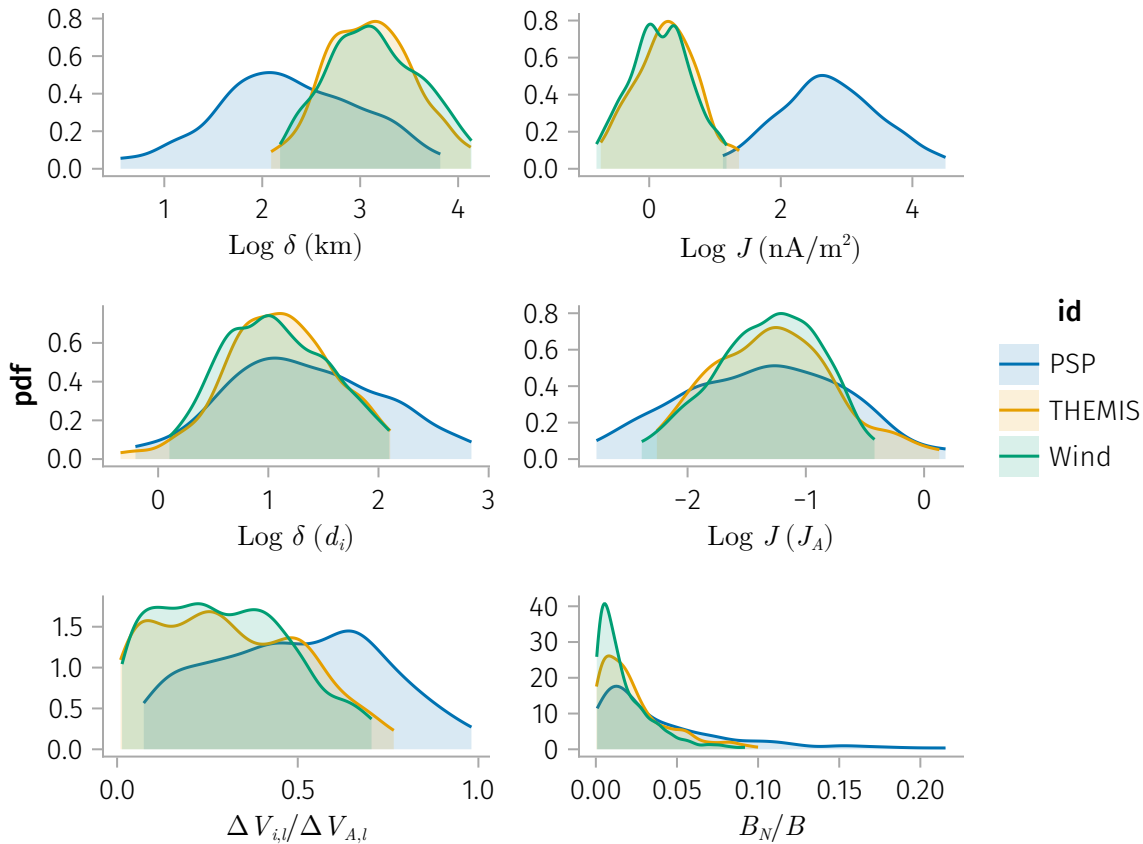 0.8
0.6
0.4
0.2
0.0
1 2 3 4
Log δ (km)
0.8
0.6
0.4
0.2
0.0
0 2 4
Log J (nA/m²)
pdf
0.6
0.4
0.2
0.0
0 1 2 3
Log δ (dᵢ)
0.8
0.6
0.4
0.2
0.0
−2 −1 0
Log J (J_A)
id
PSP
THEMIS
Wind
1.5
1.0
0.5
0.0
0.0 0.5 1.0
Δ V_{i,l}/Δ V_{A,l}
40
30
20
10
0
0.00 0.05 0.10 0.15 0.20
B_N/B